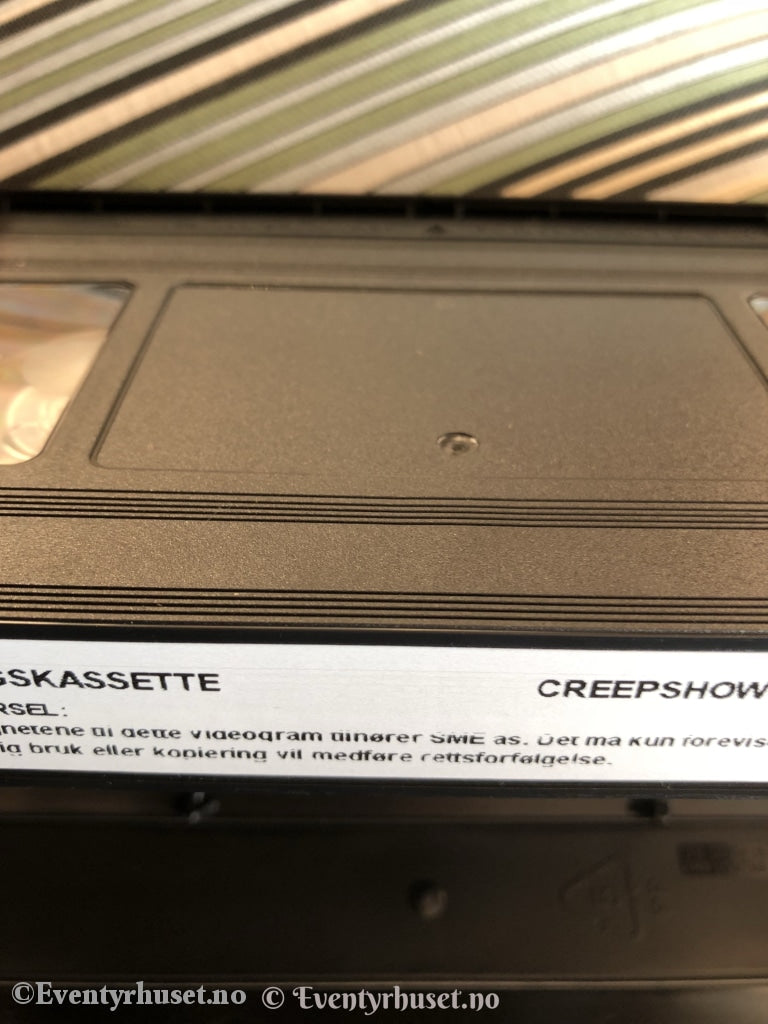 GSKASSETTE CREEPSHOW
RSEL:
netene til dette videogram tilhører SME as. Det må kun forevis
ig bruk eller kopiering vil medføre rettsforfølgelse.
©Eventyrhuset.no © Eventyrhuset.no